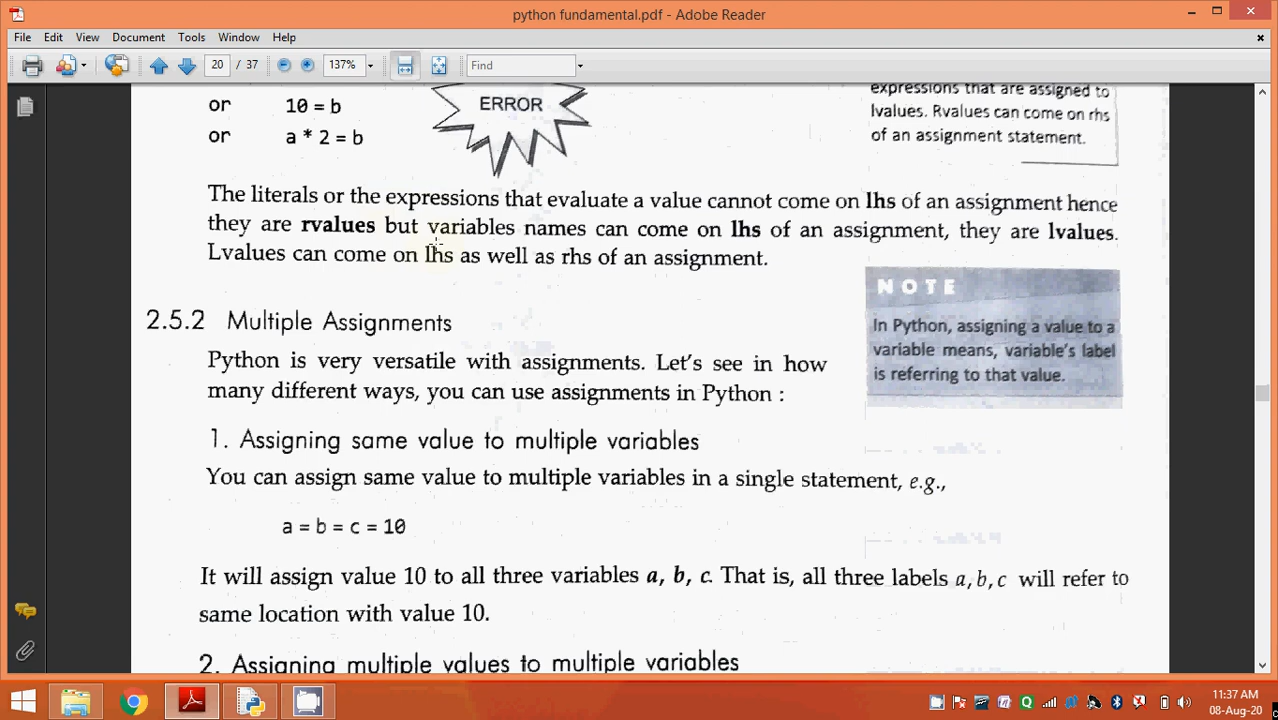 python fundamental.pdf - Adobe Reader
File Edit View Document Tools Window Help
20 / 37 137% Find
or 10 = b
or a * 2 = b
ERROR
expressions that are assigned to
lvalues. Rvalues can come on rhs
of an assignment statement.
The literals or the expressions that evaluate a value cannot come on lhs of an assignment hence
they are rvalues but variables names can come on lhs of an assignment, they are lvalues.
Lvalues can come on lhs as well as rhs of an assignment.
2.5.2 Multiple Assignments
Python is very versatile with assignments. Let's see in how
many different ways, you can use assignments in Python :
NOTE
In Python, assigning a value to a
variable means, variable's label
is referring to that value.
1. Assigning same value to multiple variables
You can assign same value to multiple variables in a single statement, e.g.,
a = b = c = 10
It will assign value 10 to all three variables a, b, c. That is, all three labels a, b, c will refer to
same location with value 10.
2. Assigning multiple values to multiple variables
11:37 AM
08-Aug-20